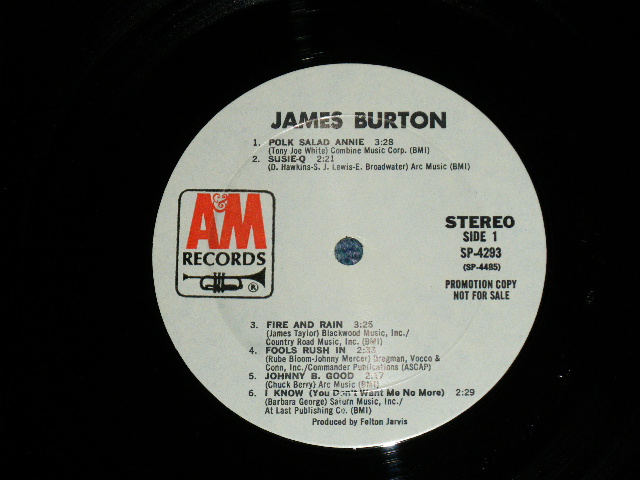 JAMES BURTON
1. POLK SALAD ANNIE 3:28
(Tony Joe White) Combine Music Corp. (BMI)
2. SUSIE-Q 2:21
(D. Hawkins-S. J. Lewis-E. Broadwater) Arc Music (BMI)
A&M
RECORDS
®
STEREO
SIDE 1
SP-4293
(SP-4485)
PROMOTION COPY
NOT FOR SALE
3. FIRE AND RAIN
(James Taylor) Blackwood Music, Inc./
Country Road Music, Inc. (BMI)
4. FOOLS RUSH IN
(Rube Bloom-Johnny Mercer) Bregman, Vocco &
Conn, Inc./Commander Publications (ASCAP)
5. JOHNNY B. GOOD
(Chuck Berry) Arc Music (BMI)
6. I KNOW (You Don't Want Me No More) 2:29
(Barbara George) Saturn Music, Inc./
At Last Publishing Co. (BMI)
Produced by Felton Jarvis